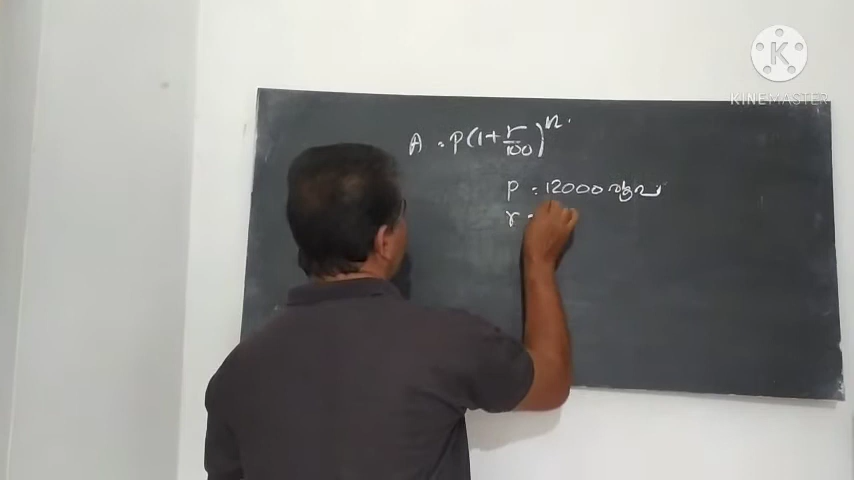 A = P(1 + r/100)^n
P = 12000 രൂപ
r =
KINEMASTER